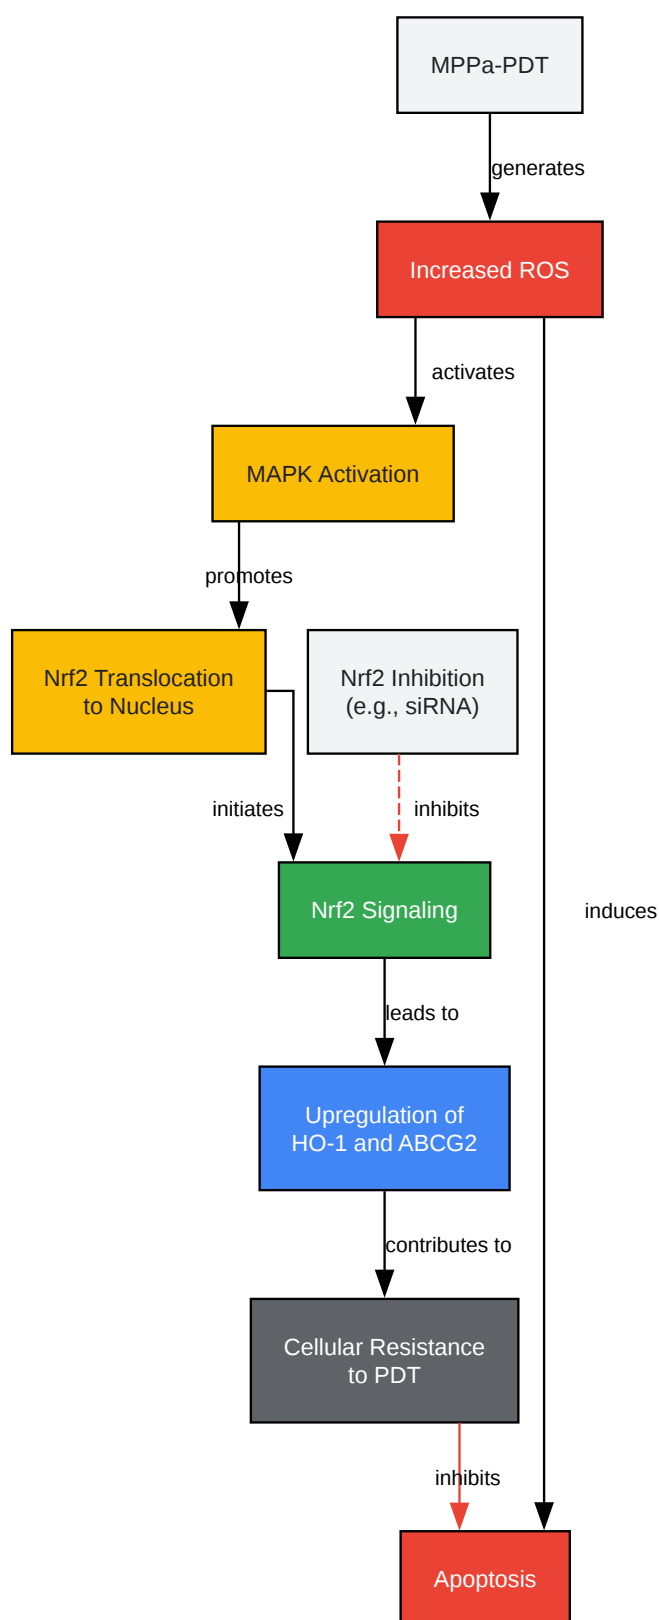 MPPa-PDT
generates
Increased ROS
activates
MAPK Activation
promotes
Nrf2 Translocation
to Nucleus
Nrf2 Inhibition
(e.g., siRNA)
initiates
inhibits
Nrf2 Signaling
induces
leads to
Upregulation of
HO-1 and ABCG2
contributes to
Cellular Resistance
to PDT
inhibits
Apoptosis